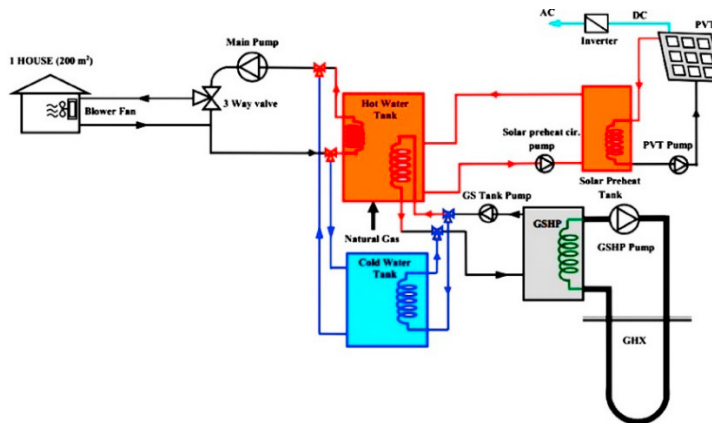 AC
DC
PVT
Inverter
Main Pump
1 HOUSE (200 m²)
3 Way valve
Blower Fan
Hot Water
Tank
Solar preheat cir.
pump
PVT Pump
Solar Preheat
Tank
GS Tank Pump
Natural Gas
GSHP
GSHP Pump
Cold Water
Tank
GHX